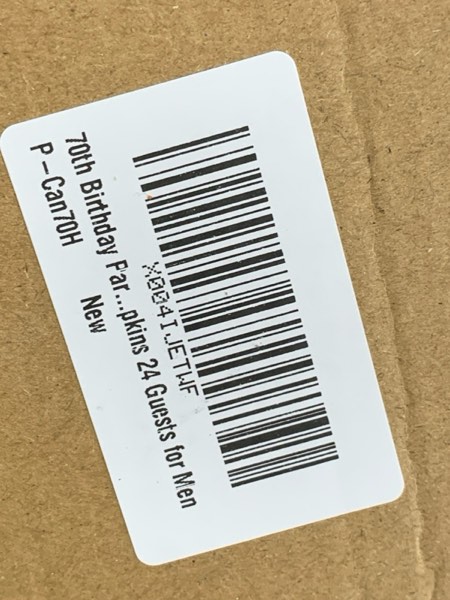 X004IJETWF
70th Birthday Par...pkins 24 Guests for Men
P - Can70H
New